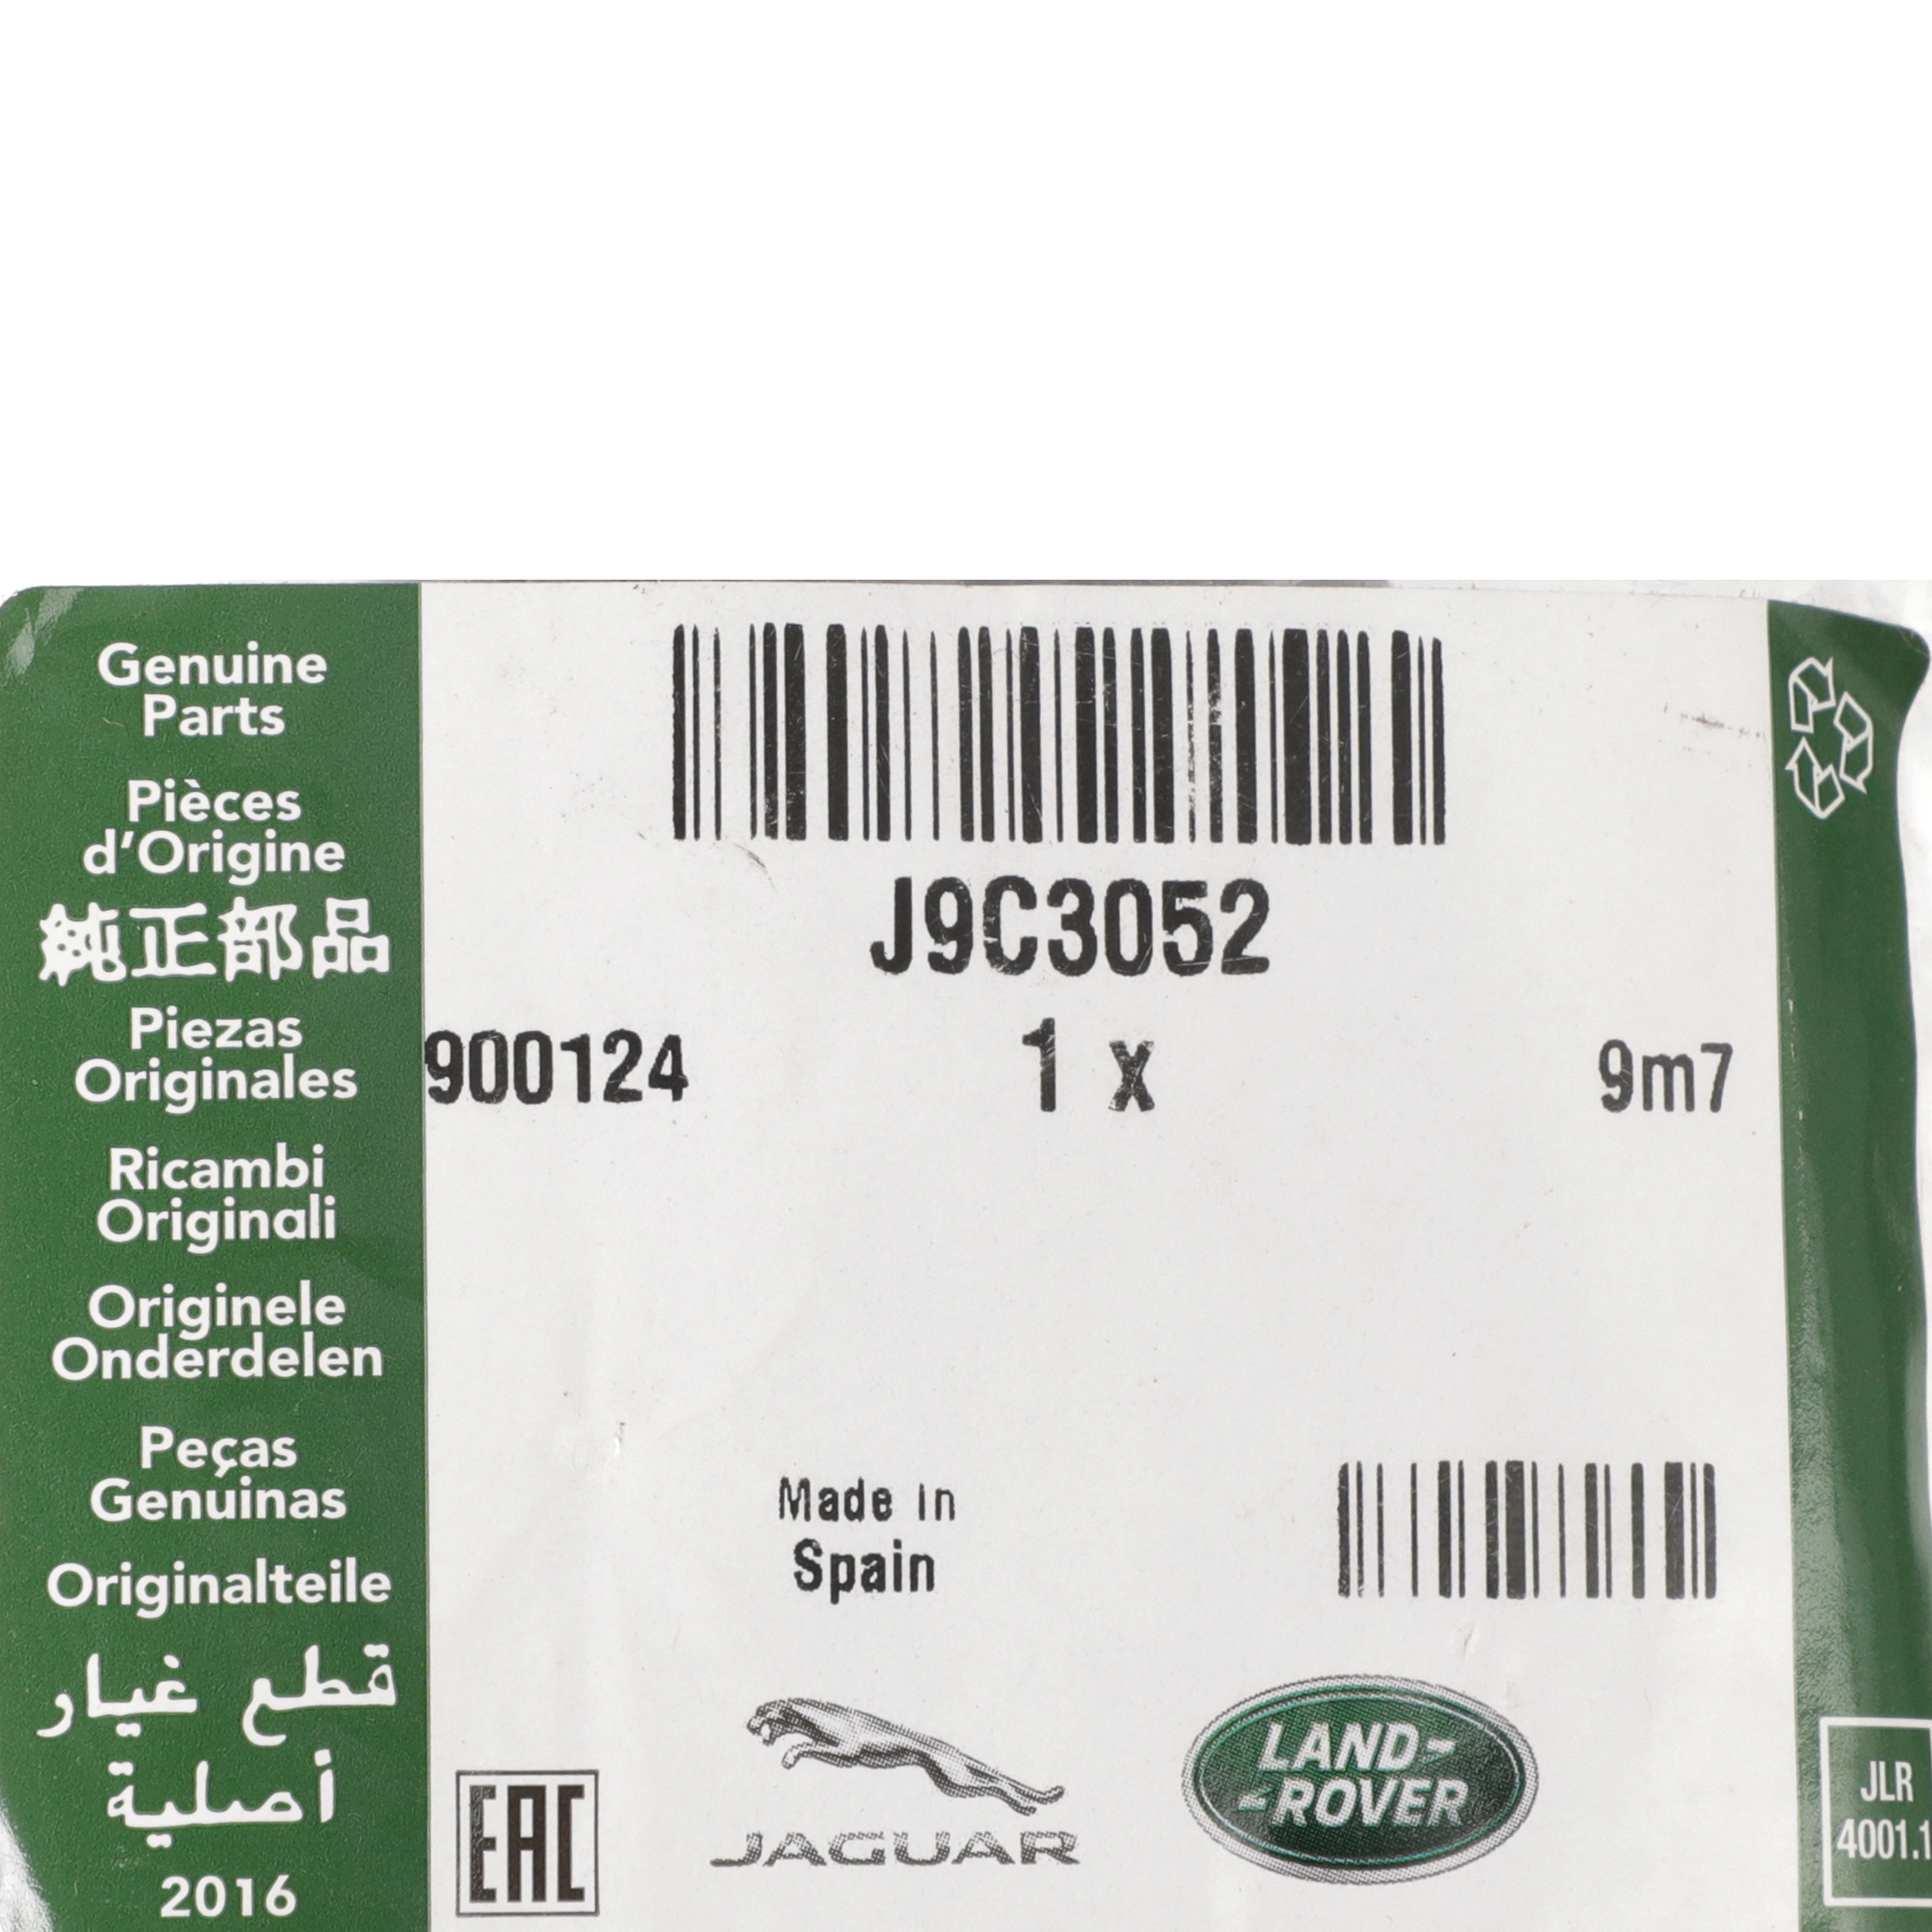 Genuine
Parts
Pièces
d'Origine
純正部品
Piezas
Originales
Ricambi
Originali
Originele
Onderdelen
Peças
Genuinas
Originalteile
قطع غيار
أصلية
2016
J9C3052
900124 1 x 9m7
Made in
Spain
EAC
JAGUAR
LAND-
-ROVER
JLR
4001.1